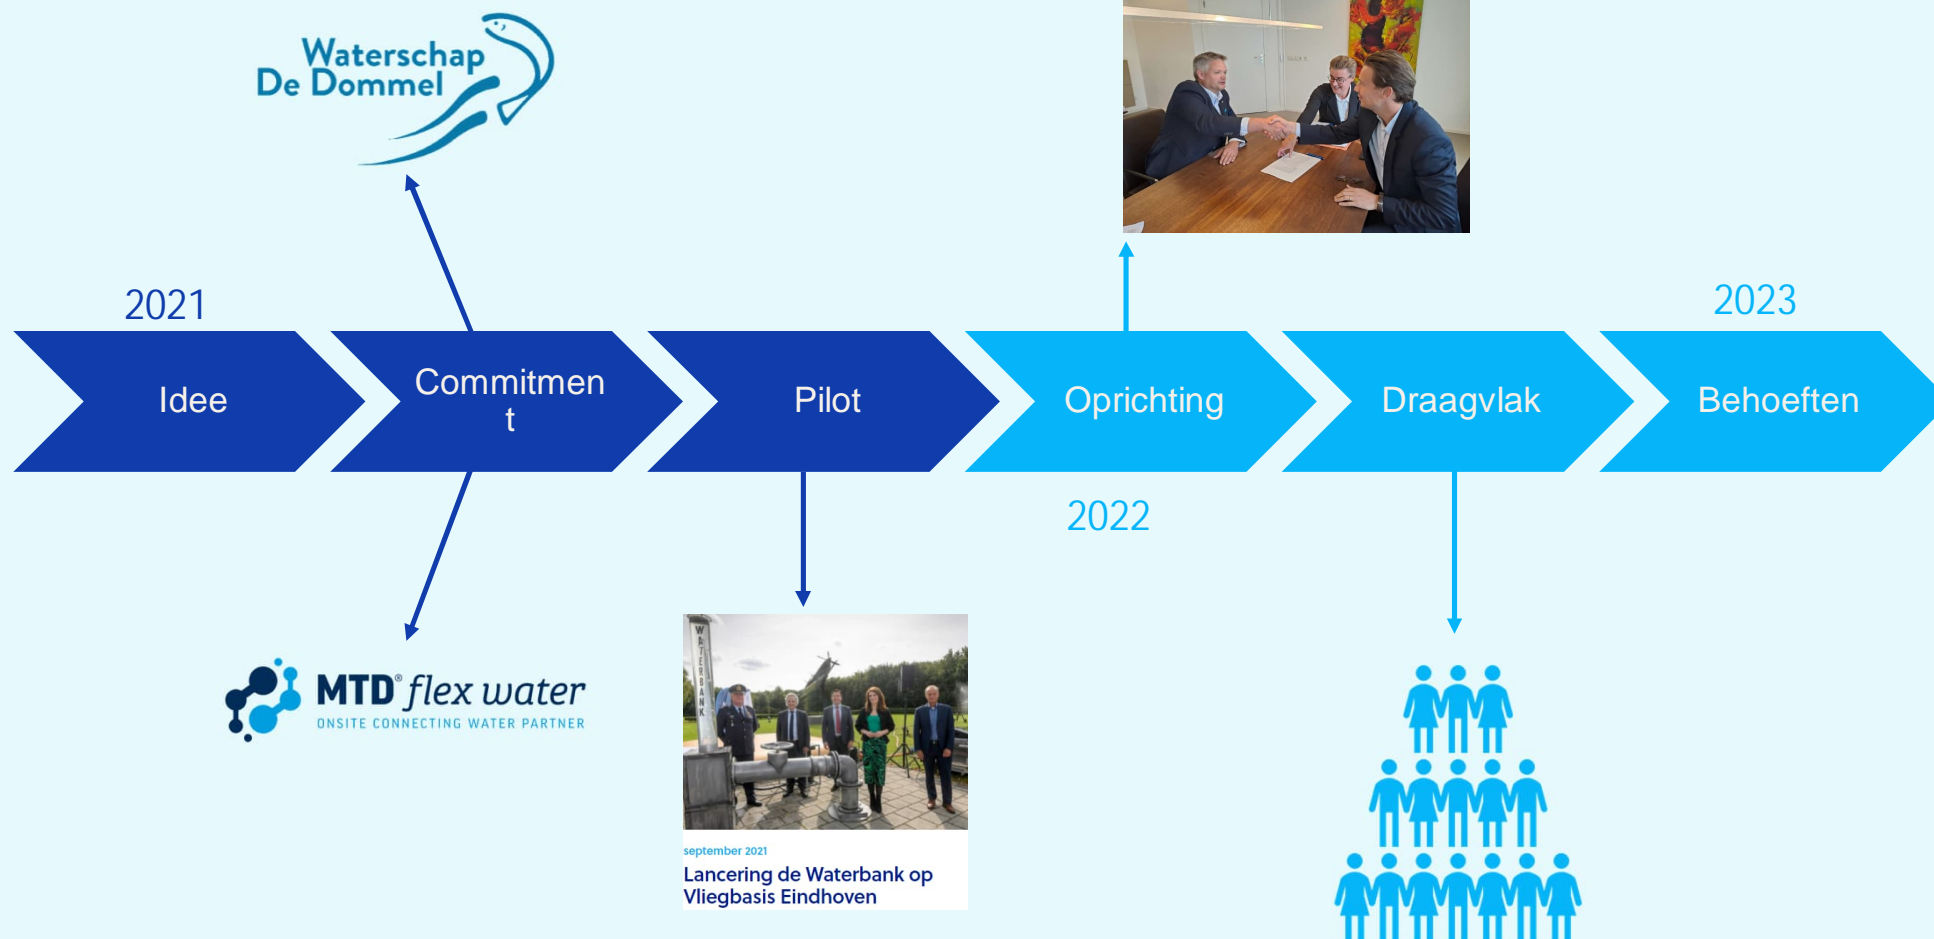 Waterschap
De Dommel
2021
2023
Idee
Commitmen
t
Pilot
Oprichting
Draagvlak
Behoeften
2022
MTD® flex water
ONSITE CONNECTING WATER PARTNER
WATERBANK
september 2021
Lancering de Waterbank op
Vliegbasis Eindhoven